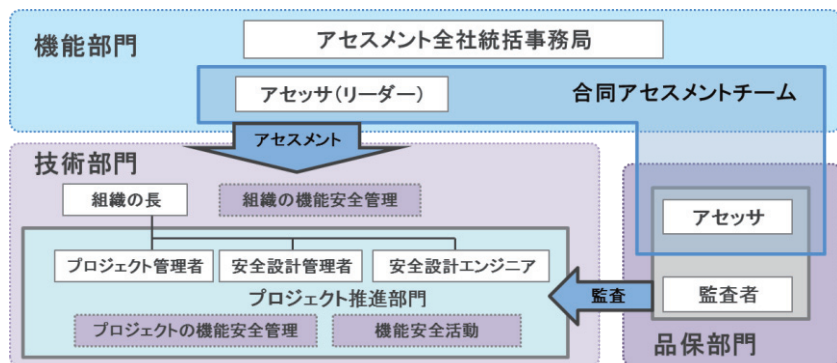 機能部門
アセスメント全社統括事務局
アセッサ(リーダー)
合同アセスメントチーム
アセスメント
技術部門
組織の長
組織の機能安全管理
アセッサ
プロジェクト管理者
安全設計管理者
安全設計エンジニア
プロジェクト推進部門
監査
監査者
プロジェクトの機能安全管理
機能安全活動
品保部門